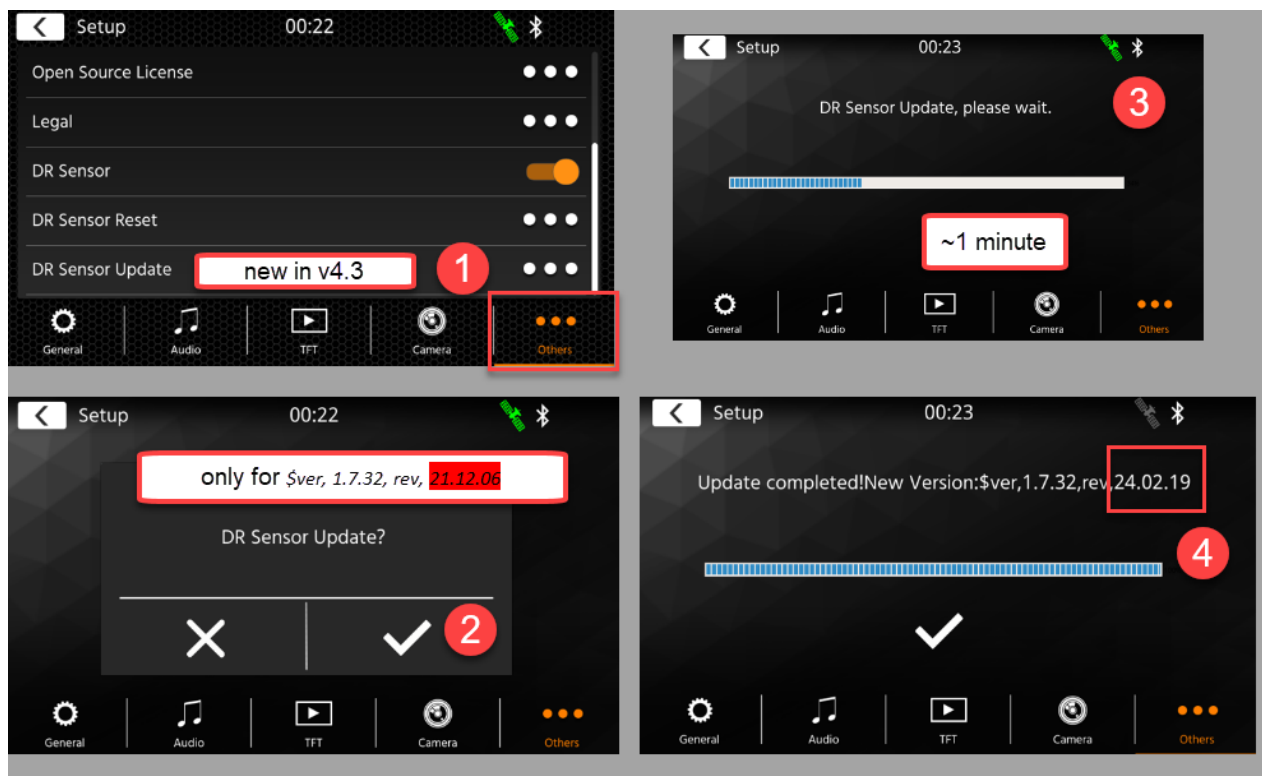 Setup 00:22
Open Source License
Legal
DR Sensor
DR Sensor Reset
DR Sensor Update new in v4.3 1
General Audio TFT Camera Others
Setup 00:23
DR Sensor Update, please wait. 3
~1 minute
General Audio TFT Camera Others
Setup 00:22
only for $ver, 1.7.32, rev, 21.12.06
DR Sensor Update?
2
General Audio TFT Camera Others
Setup 00:23
Update completed!New Version:$ver,1.7.32,rev,24.02.19
4
General Audio TFT Camera Others